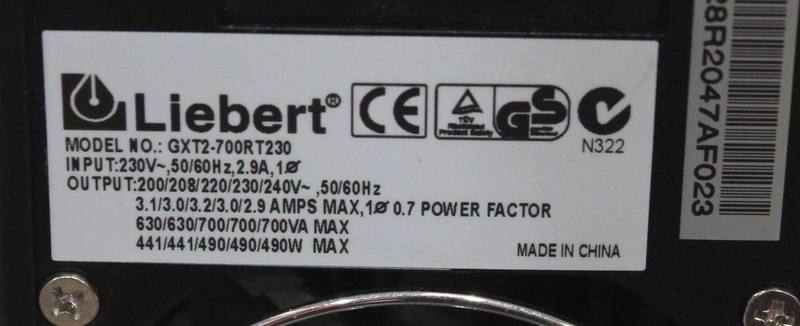 Liebert®
CE
TÜV
Product Safety
GS
N322
MODEL NO.: GXT2-700RT230
INPUT:230V~,50/60Hz,2.9A,1Ø
OUTPUT:200/208/220/230/240V~ ,50/60Hz
3.1/3.0/3.2/3.0/2.9 AMPS MAX,1Ø 0.7 POWER FACTOR
630/630/700/700/700VA MAX
441/441/490/490/490W MAX
MADE IN CHINA
28R2047AF023